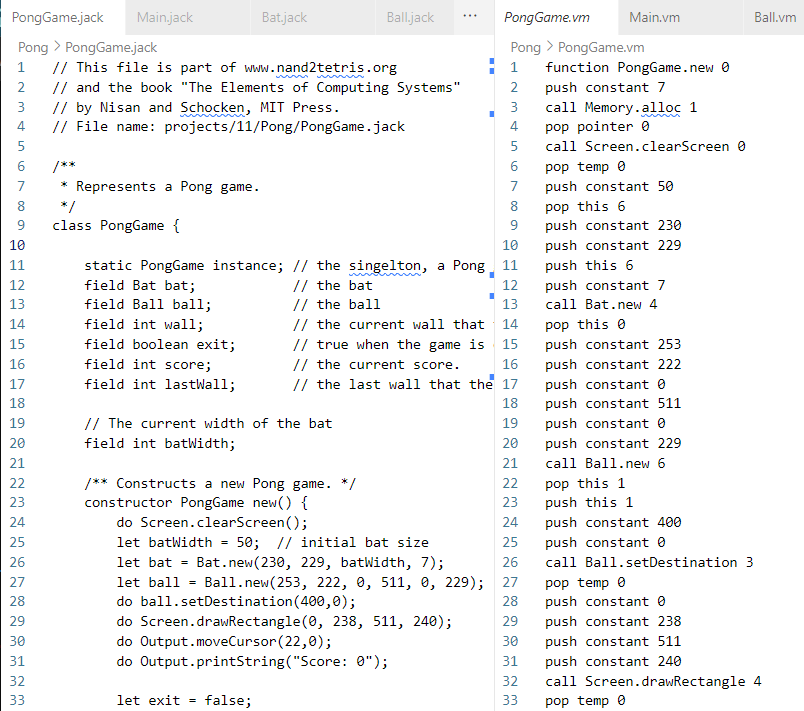 PongGame.jack Main.jack Bat.jack Ball.jack ...
Pong > PongGame.jack
1 // This file is part of www.nand2tetris.org
2 // and the book "The Elements of Computing Systems"
3 // by Nisan and Schocken, MIT Press.
4 // File name: projects/11/Pong/PongGame.jack
5
6 /**
7 * Represents a Pong game.
8 */
9 class PongGame {
10
11 static PongGame instance; // the singelton, a Pong
12 field Bat bat; // the bat
13 field Ball ball; // the ball
14 field int wall; // the current wall that
15 field boolean exit; // true when the game is
16 field int score; // the current score.
17 field int lastWall; // the last wall that the
18
19 // The current width of the bat
20 field int batWidth;
21
22 /** Constructs a new Pong game. */
23 constructor PongGame new() {
24 do Screen.clearScreen();
25 let batWidth = 50; // initial bat size
26 let bat = Bat.new(230, 229, batWidth, 7);
27 let ball = Ball.new(253, 222, 0, 511, 0, 229);
28 do ball.setDestination(400,0);
29 do Screen.drawRectangle(0, 238, 511, 240);
30 do Output.moveCursor(22,0);
31 do Output.printString("Score: 0");
32
33 let exit = false;
PongGame.vm Main.vm Ball.vm
Pong > PongGame.vm
1 function PongGame.new 0
2 push constant 7
3 call Memory.alloc 1
4 pop pointer 0
5 call Screen.clearScreen 0
6 pop temp 0
7 push constant 50
8 pop this 6
9 push constant 230
10 push constant 229
11 push this 6
12 push constant 7
13 call Bat.new 4
14 pop this 0
15 push constant 253
16 push constant 222
17 push constant 0
18 push constant 511
19 push constant 0
20 push constant 229
21 call Ball.new 6
22 pop this 1
23 push this 1
24 push constant 400
25 push constant 0
26 call Ball.setDestination 3
27 pop temp 0
28 push constant 0
29 push constant 238
30 push constant 511
31 push constant 240
32 call Screen.drawRectangle 4
33 pop temp 0